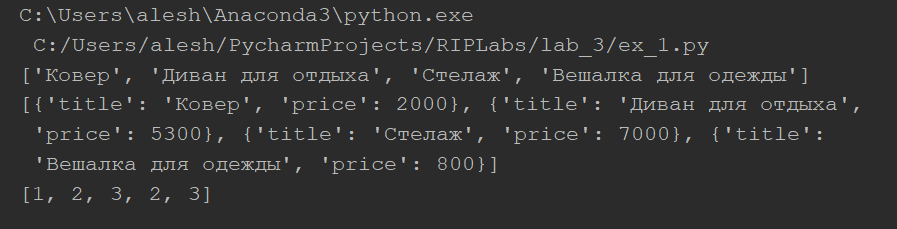 C:\Users\alesh\Anaconda3\python.exe
C:/Users/alesh/PycharmProjects/RIPLabs/lab_3/ex_1.py
['Ковер', 'Диван для отдыха', 'Стелаж', 'Вешалка для одежды']
[{'title': 'Ковер', 'price': 2000}, {'title': 'Диван для отдыха',
'price': 5300}, {'title': 'Стелаж', 'price': 7000}, {'title':
'Вешалка для одежды', 'price': 800}]
[1, 2, 3, 2, 3]